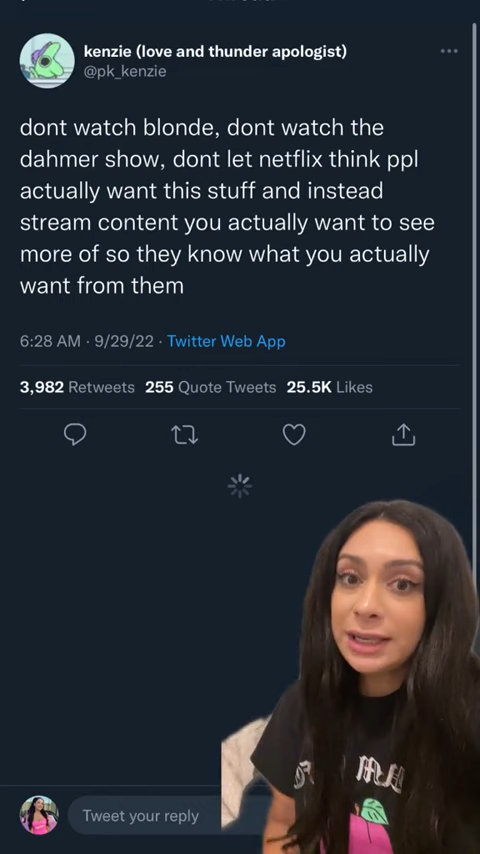 kenzie (love and thunder apologist)
@pk_kenzie
dont watch blonde, dont watch the
dahmer show, dont let netflix think ppl
actually want this stuff and instead
stream content you actually want to see
more of so they know what you actually
want from them
6:28 AM · 9/29/22 · Twitter Web App
3,982 Retweets 255 Quote Tweets 25.5K Likes
Tweet your reply